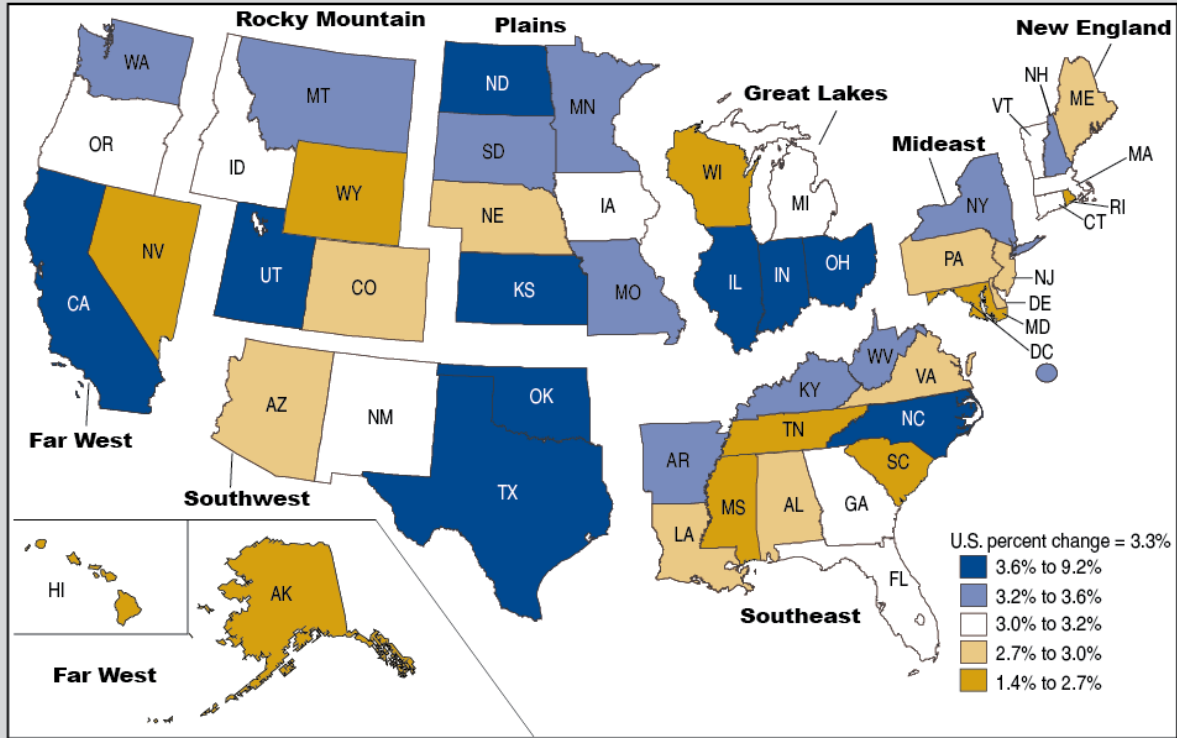 Rocky Mountain
Plains
New England
Great Lakes
Mideast
WA
MT
ND
MN
NH
ME
VT
OR
ID
SD
WI
MA
WY
NE
IA
MI
NY
RI
CT
NV
UT
CO
KS
MO
IL
IN
OH
PA
NJ
DE
MD
DC
CA
AZ
NM
OK
KY
WV
VA
TN
NC
Far West
Southwest
TX
AR
SC
MS
AL
GA
LA
FL
Southeast
HI
AK
Far West
U.S. percent change = 3.3%
3.6% to 9.2%
3.2% to 3.6%
3.0% to 3.2%
2.7% to 3.0%
1.4% to 2.7%